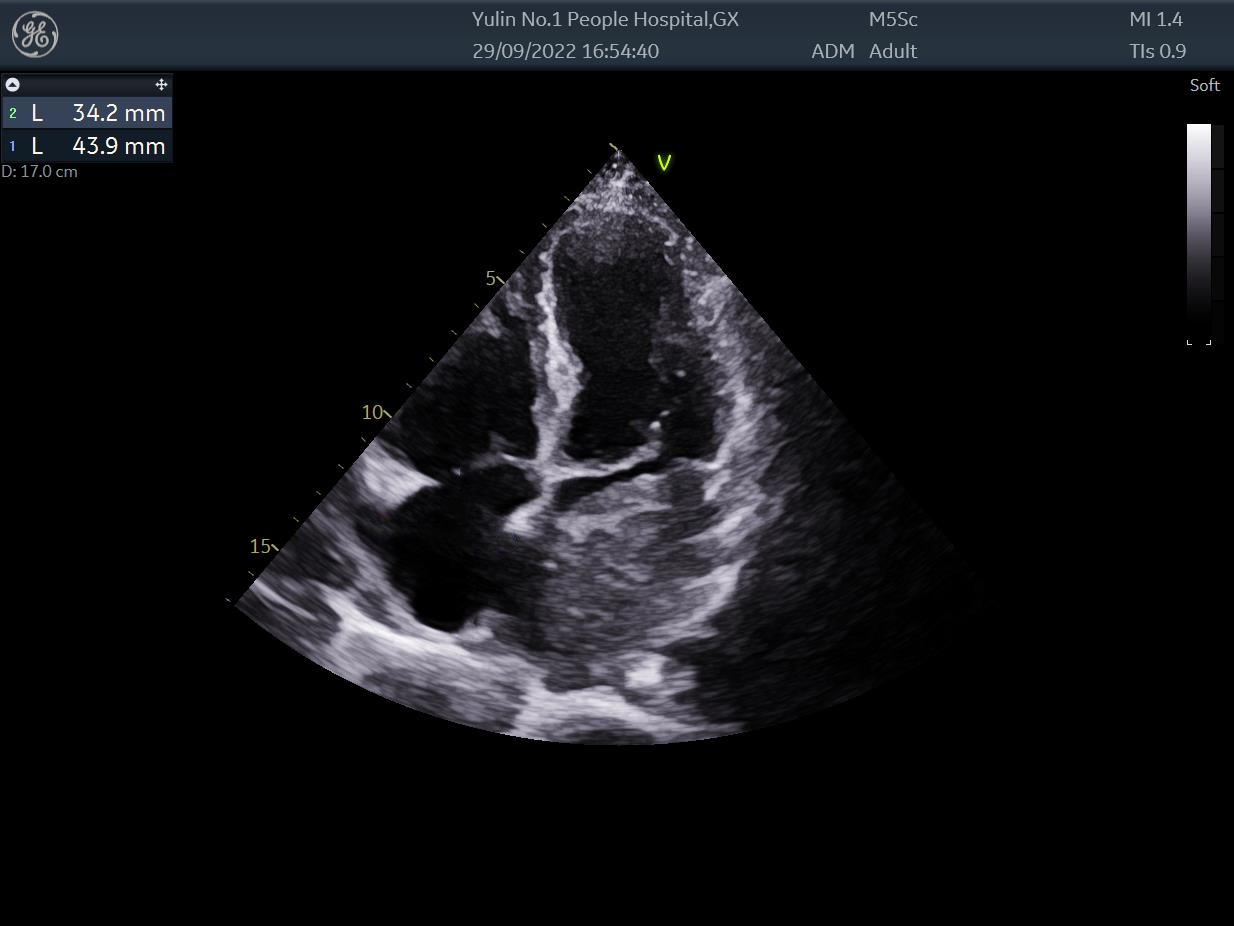 Yulin No.1 People Hospital,GX
M5Sc
MI 1.4
29/09/2022 16:54:40
ADM
Adult
TIs 0.9
Soft
2 L 34.2 mm
1 L 43.9 mm
D: 17.0 cm
V
5
10
15